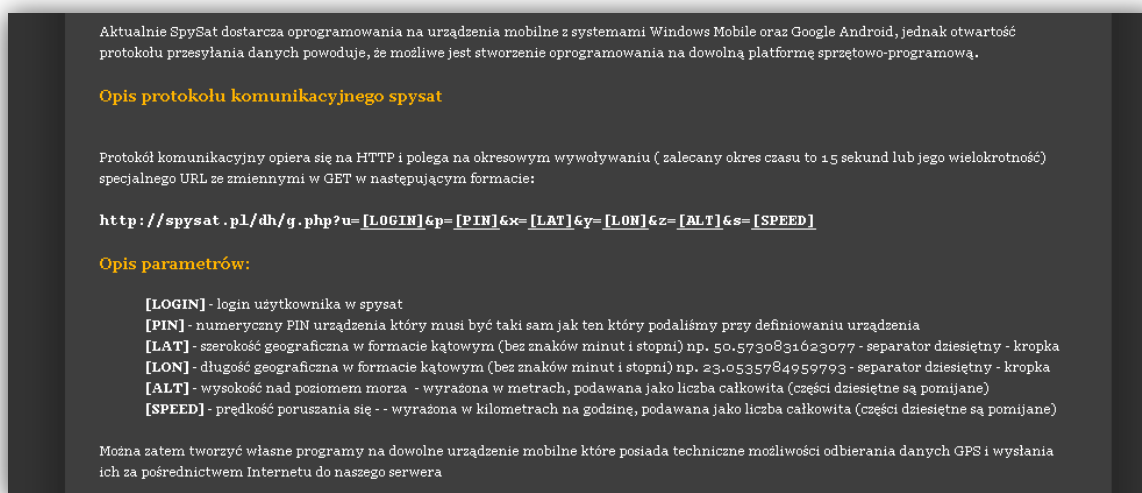 Aktualnie SpySat dostarcza oprogramowania na urządzenia mobilne z systemami Windows Mobile oraz Google Android, jednak otwartość
protokołu przesyłania danych powoduje, że możliwe jest stworzenie oprogramowania na dowolną platformę sprzętowo-programową.
Opis protokołu komunikacyjnego spysat
Protokół komunikacyjny opiera się na HTTP i polega na okresowym wywoływaniu ( zalecany okres czasu to 15 sekund lub jego wielokrotność)
specjalnego URL ze zmiennymi w GET w następującym formacie:
http://spysat.pl/dh/g.php?u=[LOGIN]&p=[PIN]&x=[LAT]&y=[LON]&z=[ALT]&s=[SPEED]
Opis parametrów:
[LOGIN] - login użytkownika w spysat
[PIN] - numeryczny PIN urządzenia który musi być taki sam jak ten który podaliśmy przy definiowaniu urządzenia
[LAT] - szerokość geograficzna w formacie kątowym (bez znaków minut i stopni) np. 50.5730831623077 - separator dziesiętny - kropka
[LON] - długość geograficzna w formacie kątowym (bez znaków minut i stopni) np. 23.0535784959793 - separator dziesiętny - kropka
[ALT] - wysokość nad poziomem morza - wyrażona w metrach, podawana jako liczba całkowita (części dziesiętne są pomijane)
[SPEED] - prędkość poruszania się - - wyrażona w kilometrach na godzinę, podawana jako liczba całkowita (części dziesiętne są pomijane)
Można zatem tworzyć własne programy na dowolne urządzenie mobilne które posiada techniczne możliwości odbierania danych GPS i wysłania
ich za pośrednictwem Internetu do naszego serwera